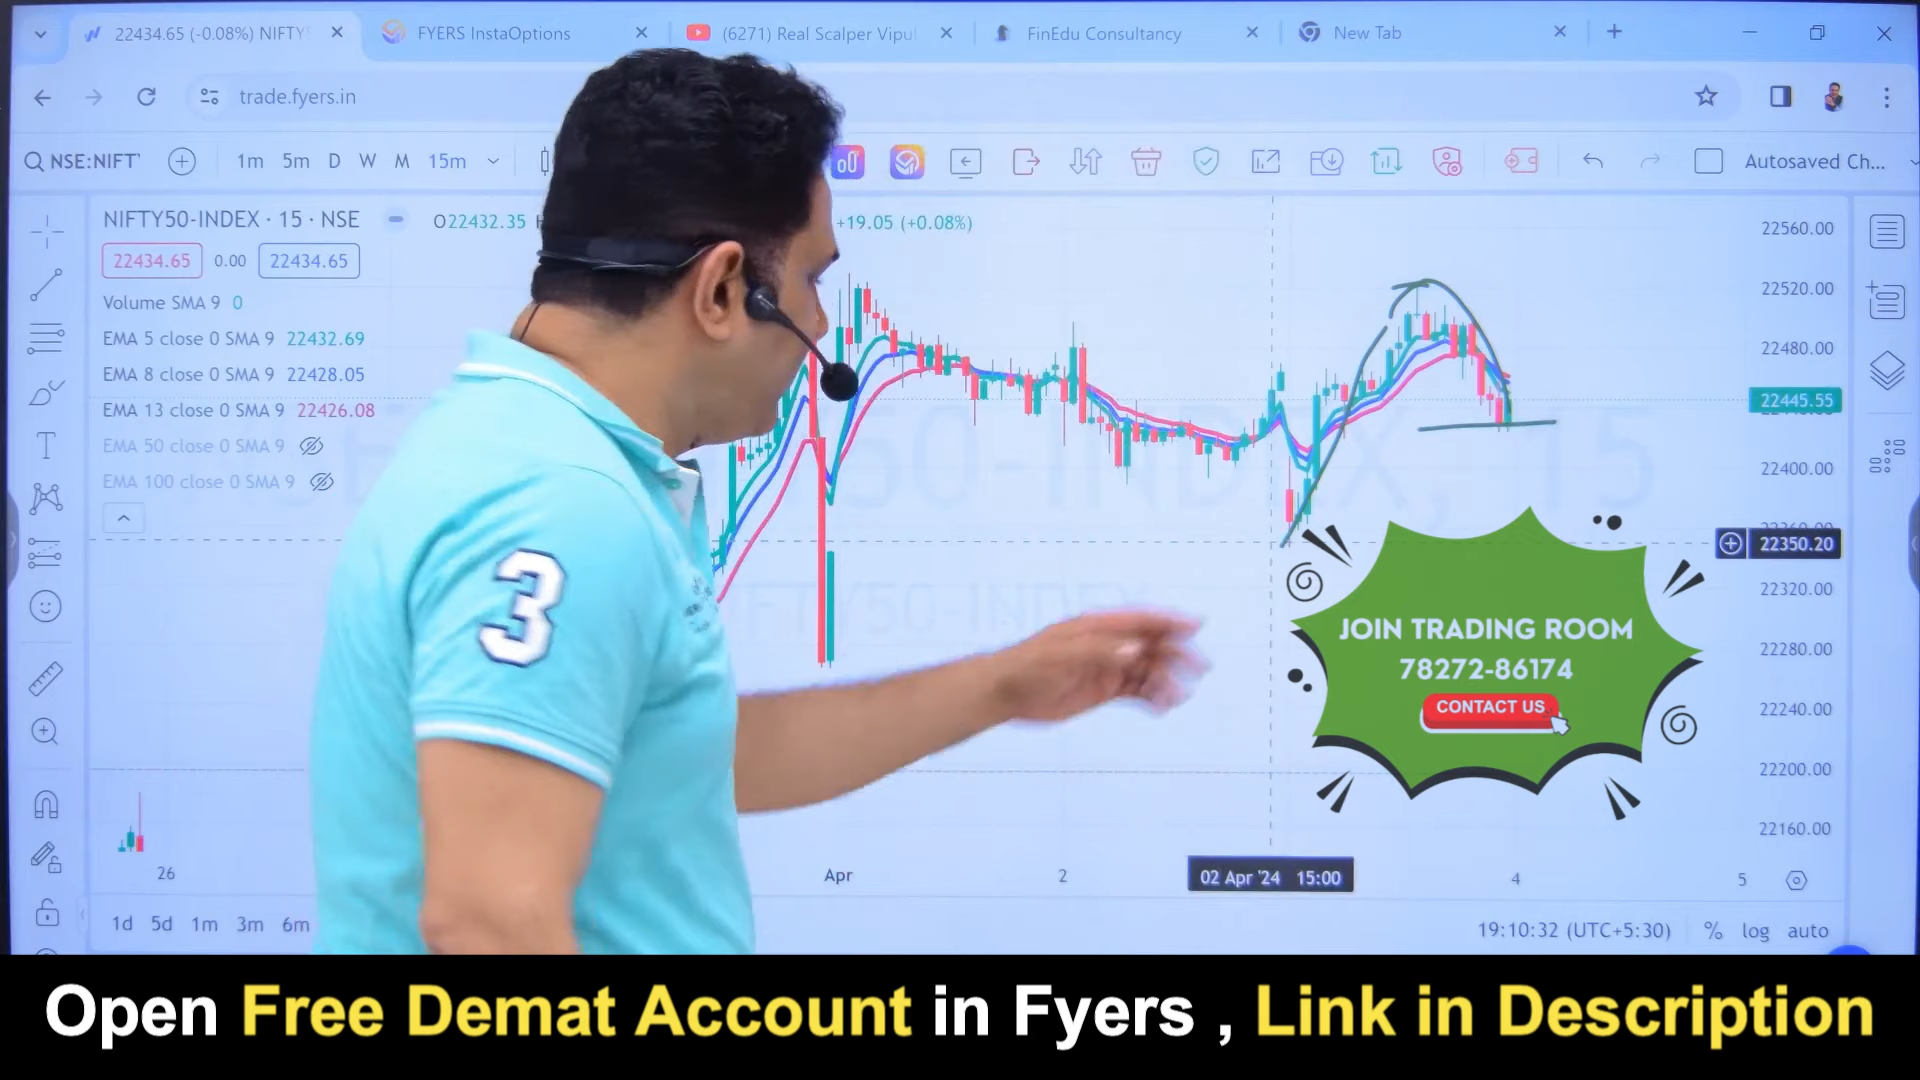 22434.65 (-0.08%) NIFTY
FYERS InstaOptions
(6271) Real Scalper Vipul
FinEdu Consultancy
New Tab
trade.fyers.in
NSE:NIFT
1m 5m D W M 15m
Autosaved Ch...
NIFTY50-INDEX · 15 · NSE
O22432.35
+19.05 (+0.08%)
22434.65 0.00 22434.65
Volume SMA 9 0
EMA 5 close 0 SMA 9 22432.69
EMA 8 close 0 SMA 9 22428.05
EMA 13 close 0 SMA 9 22426.08
EMA 50 close 0 SMA 9
EMA 100 close 0 SMA 9
22560.00
22520.00
22480.00
22445.55
22400.00
22350.20
22320.00
22280.00
22240.00
22200.00
22160.00
3
JOIN TRADING ROOM
78272-86174
CONTACT US
26
Apr
2
02 Apr '24 15:00
4
5
1d 5d 1m 3m 6m
19:10:32 (UTC+5:30) % log auto
Open Free Demat Account in Fyers , Link in Description